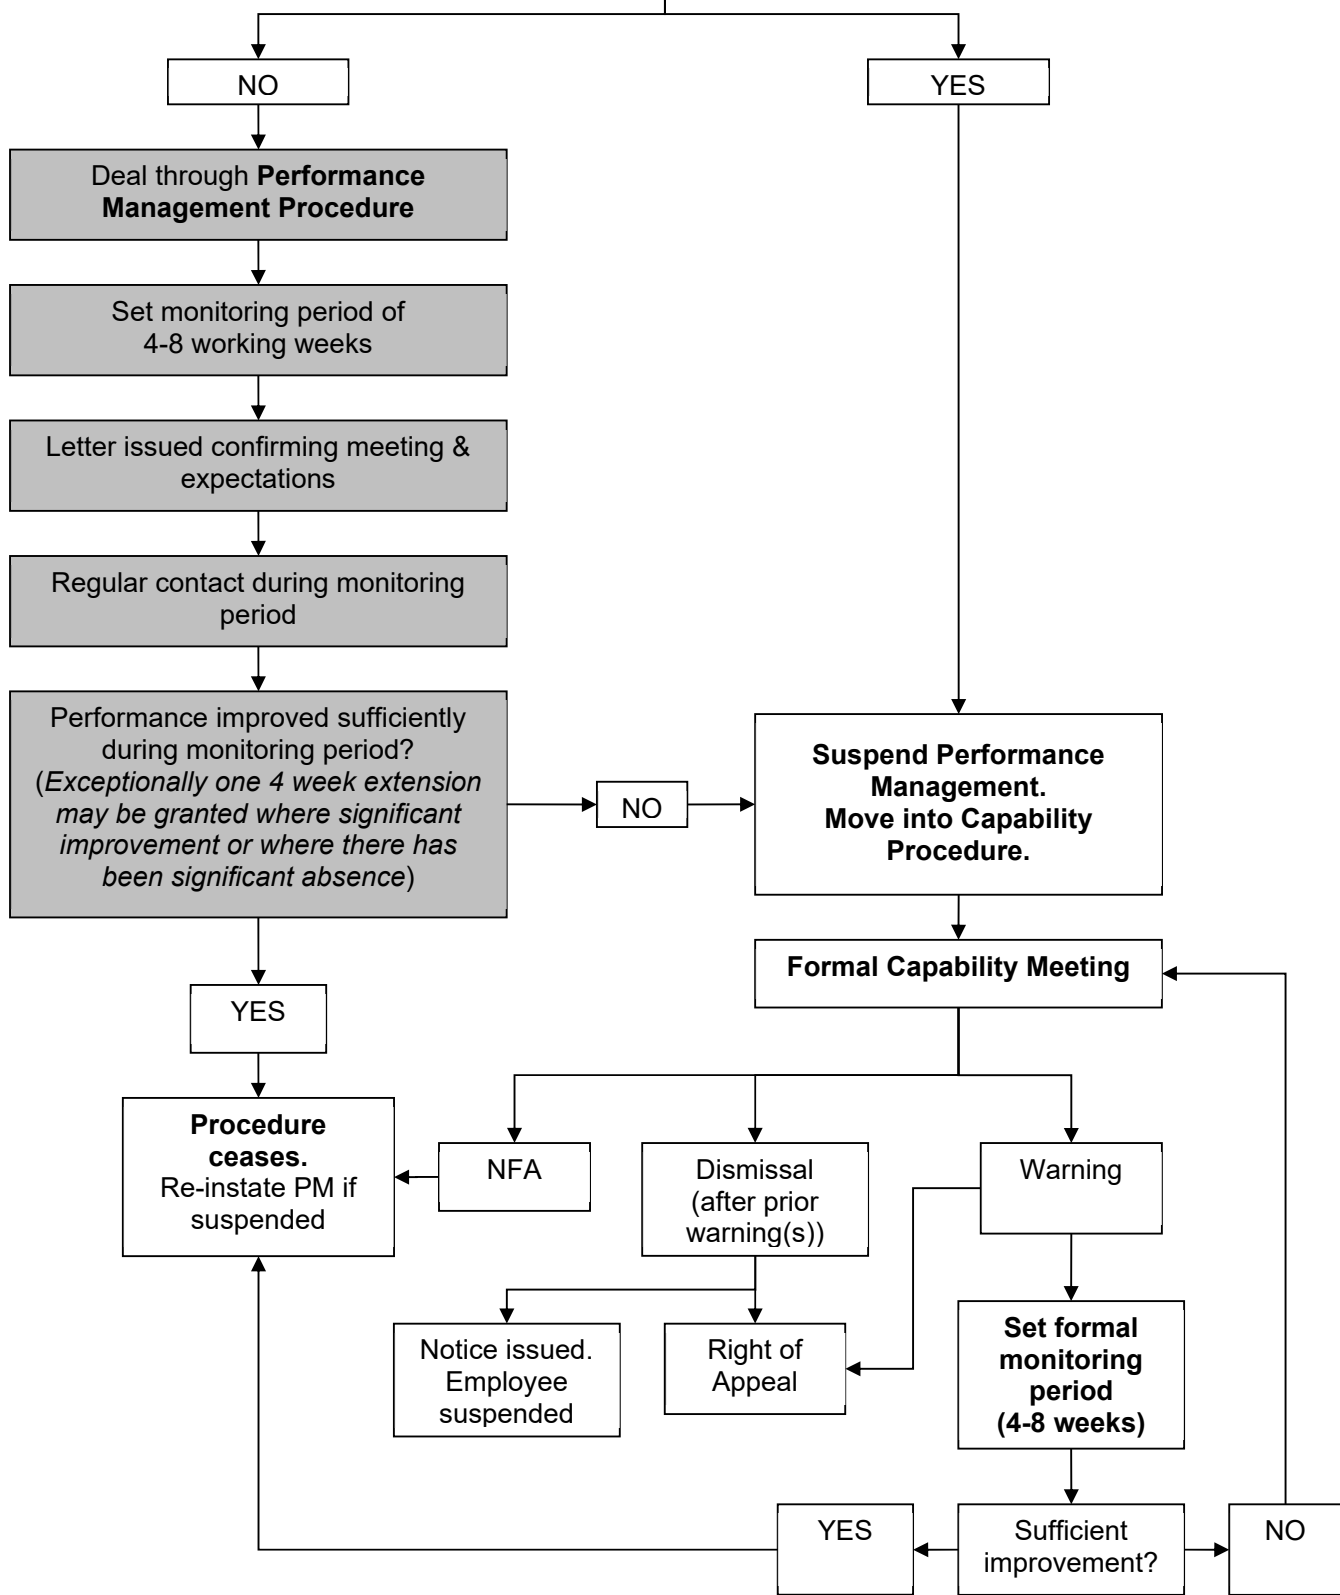 NO
YES
Deal through Performance
Management Procedure
Set monitoring period of
4-8 working weeks
Letter issued confirming meeting &
expectations
Regular contact during monitoring
period
Performance improved sufficiently
during monitoring period?
(Exceptionally one 4 week extension
may be granted where significant
improvement or where there has
been significant absence)
NO
Suspend Performance
Management.
Move into Capability
Procedure.
Formal Capability Meeting
YES
Procedure
ceases.
Re-instate PM if
suspended
NFA
Dismissal
(after prior
warning(s))
Warning
Notice issued.
Employee
suspended
Right of
Appeal
Set formal
monitoring
period
(4-8 weeks)
YES
Sufficient
improvement?
NO